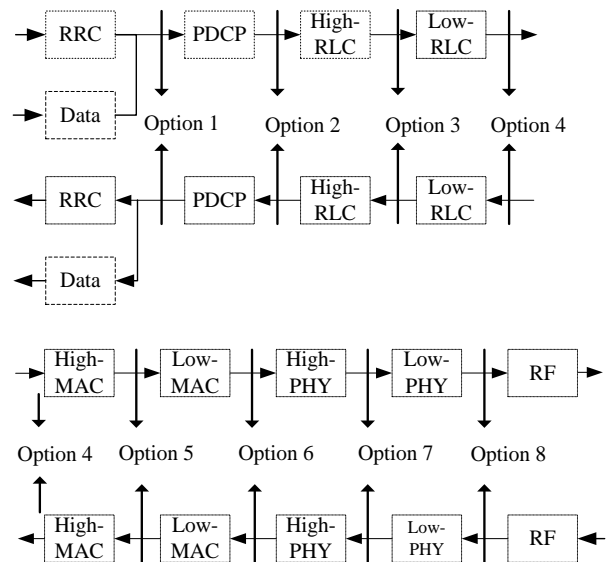 RRC
PDCP
High-
RLC
Low-
RLC
Data
Option 1
Option 2
Option 3
Option 4
RRC
PDCP
High-
RLC
Low-
RLC
Data
High-
MAC
Low-
MAC
High-
PHY
Low-
PHY
RF
Option 4
Option 5
Option 6
Option 7
Option 8
High-
MAC
Low-
MAC
High-
PHY
Low-
PHY
RF